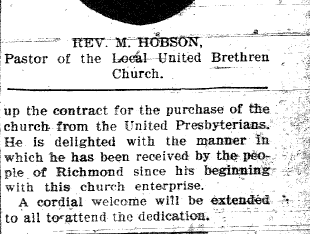 REV. M. HOBSON,
Pastor of the Local United Brethren
Church.
up the contract for the purchase of the
church from the United Presbyterians.
He is delighted with the manner in
which he has been received by the peo-
ple of Richmond since his beginning
with this church enterprise.
A cordial welcome will be extended
to all to attend the dedication.